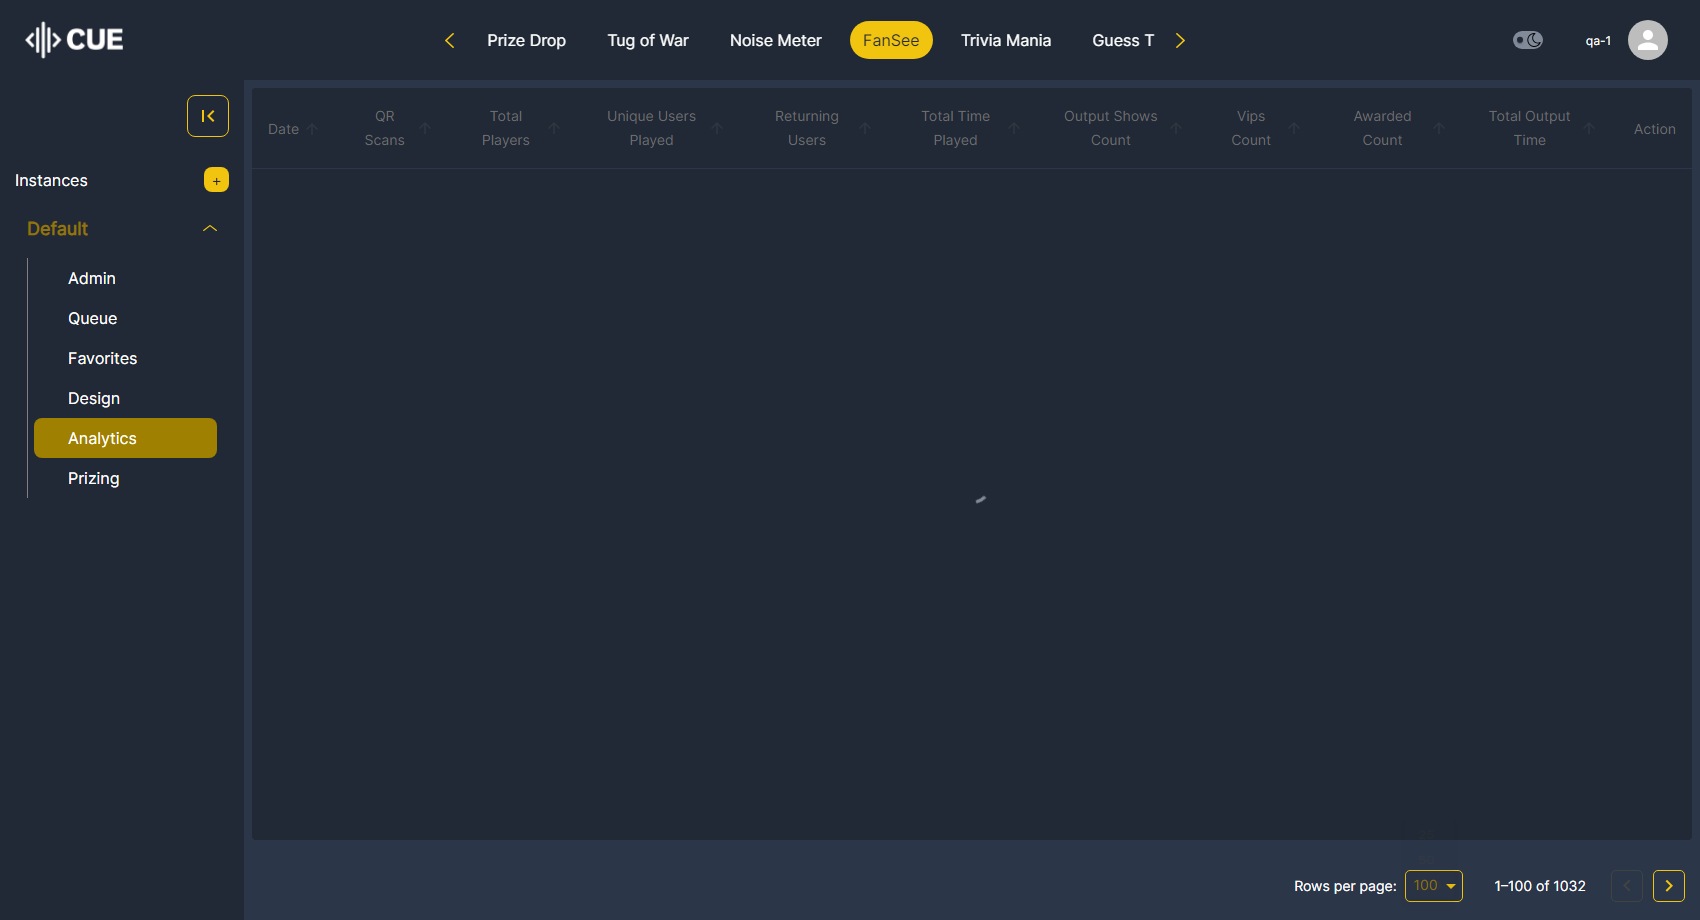 CUE
Prize Drop
Tug of War
Noise Meter
FanSee
Trivia Mania
Guess T
qa-1
Instances
+
Default
Admin
Queue
Favorites
Design
Analytics
Prizing
Date
QR
Scans
Total
Players
Unique Users
Played
Returning
Users
Total Time
Played
Output Shows
Count
Vips
Count
Awarded
Count
Total Output
Time
Action
Rows per page:
100
1–100 of 1032